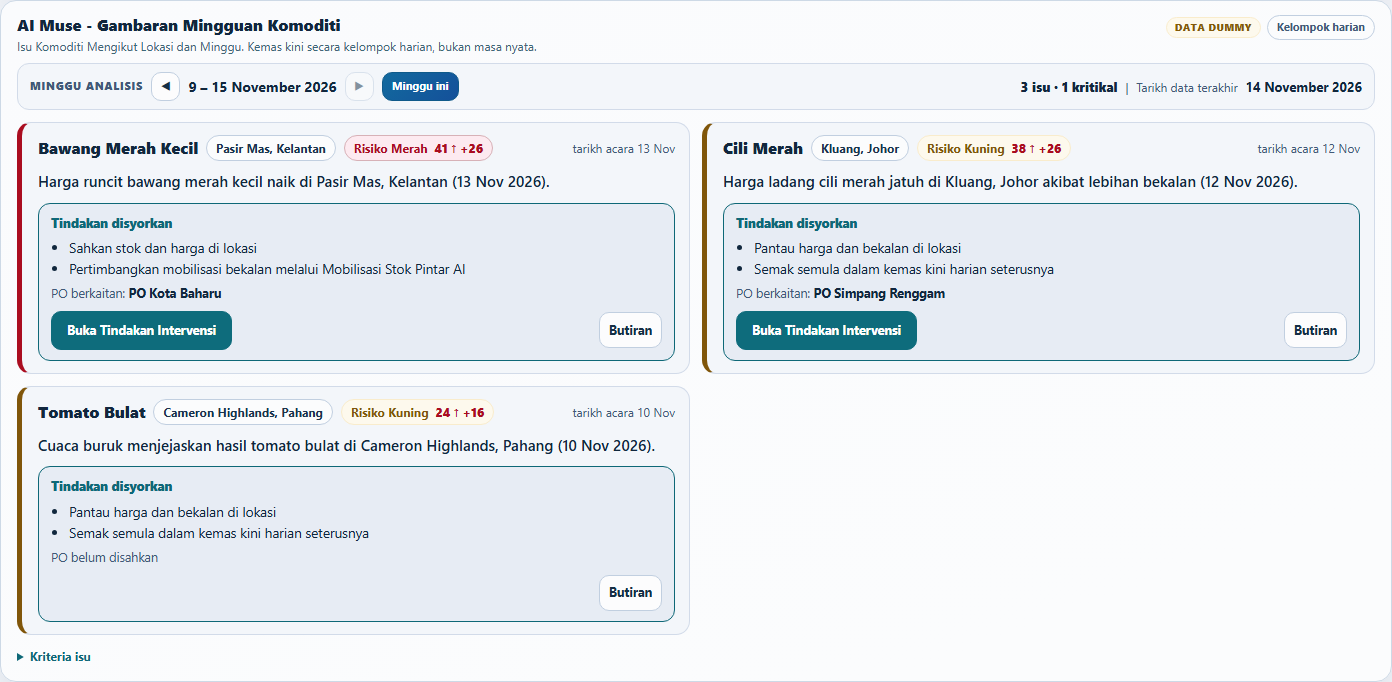 AI Muse - Gambaran Mingguan Komoditi
DATA DUMMY
Kelompok harian
Isu Komoditi Mengikut Lokasi dan Minggu. Kemas kini secara kelompok harian, bukan masa nyata.
MINGGU ANALISIS ◀ 9 – 15 November 2026 ▶ Minggu ini
3 isu • 1 kritikal | Tarikh data terakhir 14 November 2026
Bawang Merah Kecil Pasir Mas, Kelantan Risiko Merah 41 ↑ +26 tarikh acara 13 Nov
Harga runcit bawang merah kecil naik di Pasir Mas, Kelantan (13 Nov 2026).
Tindakan disyorkan
• Sahkan stok dan harga di lokasi
• Pertimbangkan mobilisasi bekalan melalui Mobilisasi Stok Pintar AI
PO berkaitan: PO Kota Baharu
Buka Tindakan Intervensi Butiran
Cili Merah Kluang, Johor Risiko Kuning 38 ↑ +26 tarikh acara 12 Nov
Harga ladang cili merah jatuh di Kluang, Johor akibat lebihan bekalan (12 Nov 2026).
Tindakan disyorkan
• Pantau harga dan bekalan di lokasi
• Semak semula dalam kemas kini harian seterusnya
PO berkaitan: PO Simpang Renggam
Buka Tindakan Intervensi Butiran
Tomato Bulat Cameron Highlands, Pahang Risiko Kuning 24 ↑ +16 tarikh acara 10 Nov
Cuaca buruk menjejaskan hasil tomato bulat di Cameron Highlands, Pahang (10 Nov 2026).
Tindakan disyorkan
• Pantau harga dan bekalan di lokasi
• Semak semula dalam kemas kini harian seterusnya
PO belum disahkan
Butiran
▶ Kriteria isu